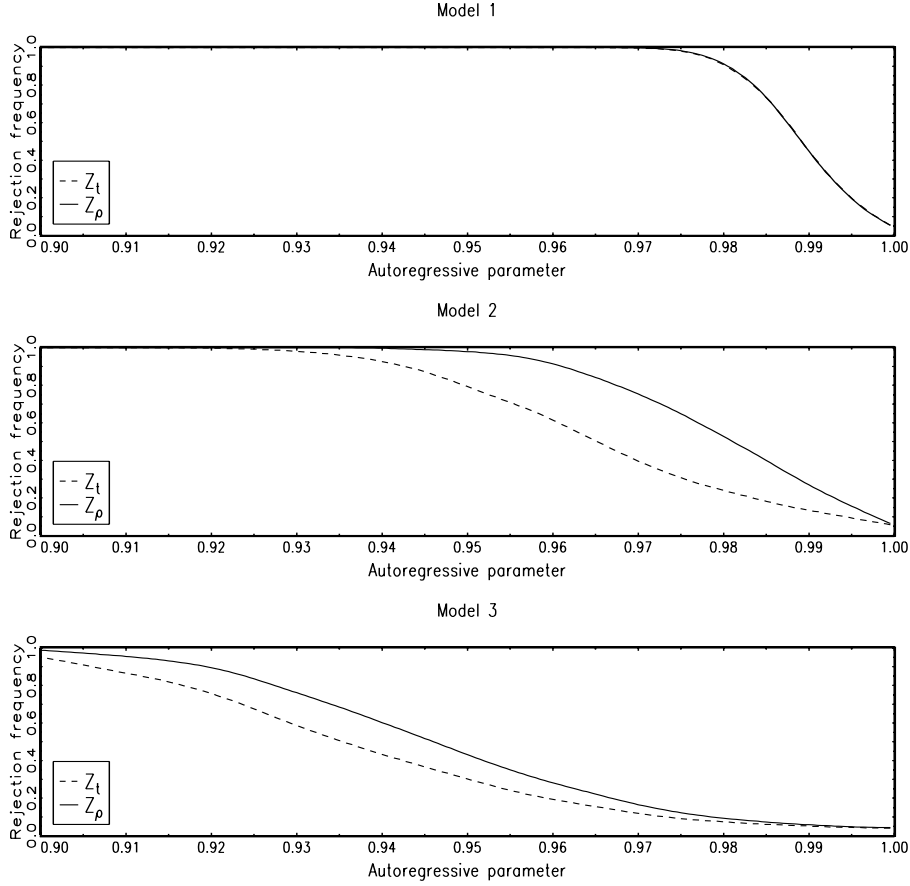 Model 1
Rejection frequency
0.0 0.2 0.4 0.6 0.8 1.0
Z_t
Z_ρ
0.90 0.91 0.92 0.93 0.94 0.95 0.96 0.97 0.98 0.99 1.00
Autoregressive parameter
Model 2
Rejection frequency
0.0 0.2 0.4 0.6 0.8 1.0
Z_t
Z_ρ
0.90 0.91 0.92 0.93 0.94 0.95 0.96 0.97 0.98 0.99 1.00
Autoregressive parameter
Model 3
Rejection frequency
0.0 0.2 0.4 0.6 0.8 1.0
Z_t
Z_ρ
0.90 0.91 0.92 0.93 0.94 0.95 0.96 0.97 0.98 0.99 1.00
Autoregressive parameter